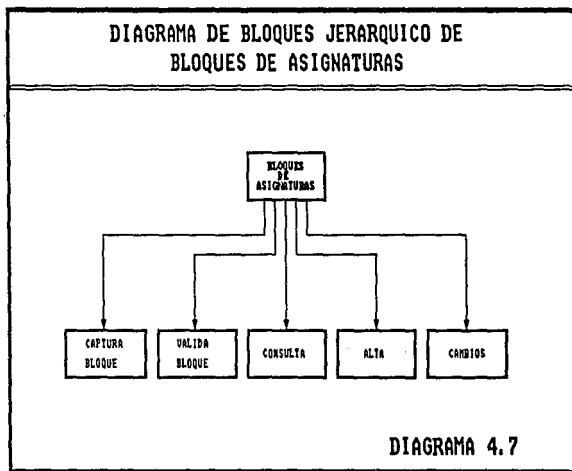 DIAGRAMA DE BLOQUES JERARQUICO DE
BLOQUES DE ASIGNATURAS
BLOQUES
DE
ASIGNATURAS
CAPTURA
BLOQUE
VALIDA
BLOQUE
CONSULTA
ALTA
CAMBIOS
DIAGRAMA 4.7